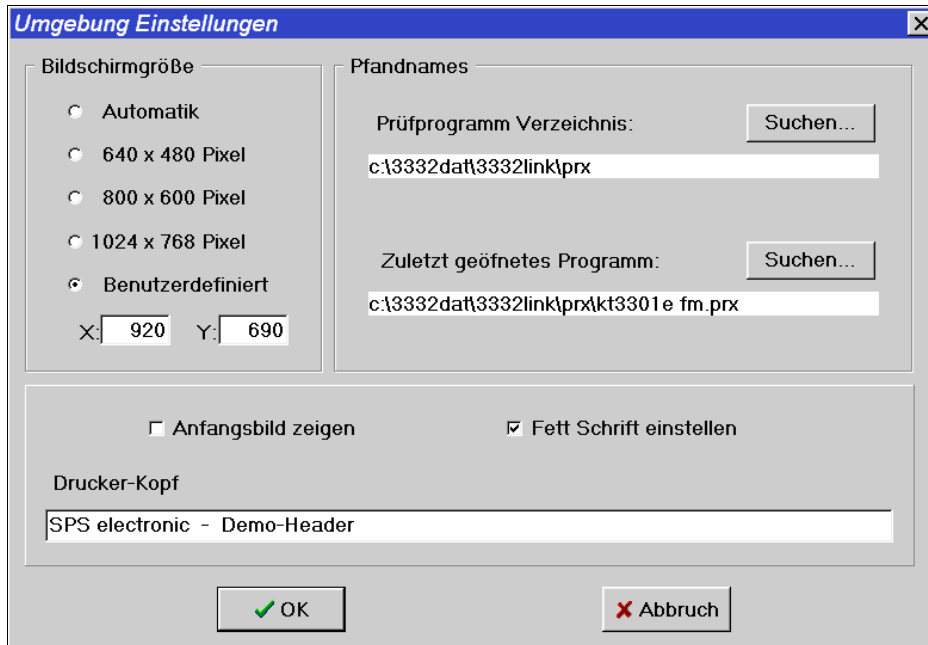 Umgebung Einstellungen
Bildschirmgröße
Automatik
640 x 480 Pixel
800 x 600 Pixel
1024 x 768 Pixel
Benutzerdefiniert
X: 920 Y: 690
Pfandnames
Prüfprogramm Verzeichnis: Suchen...
c:\3332dat\3332link\prx
Zuletzt geöfnetes Programm: Suchen...
c:\3332dat\3332link\prx\kt3301e fm.prx
Anfangsbild zeigen Fett Schrift einstellen
Drucker-Kopf
SPS electronic - Demo-Header
OK Abbruch